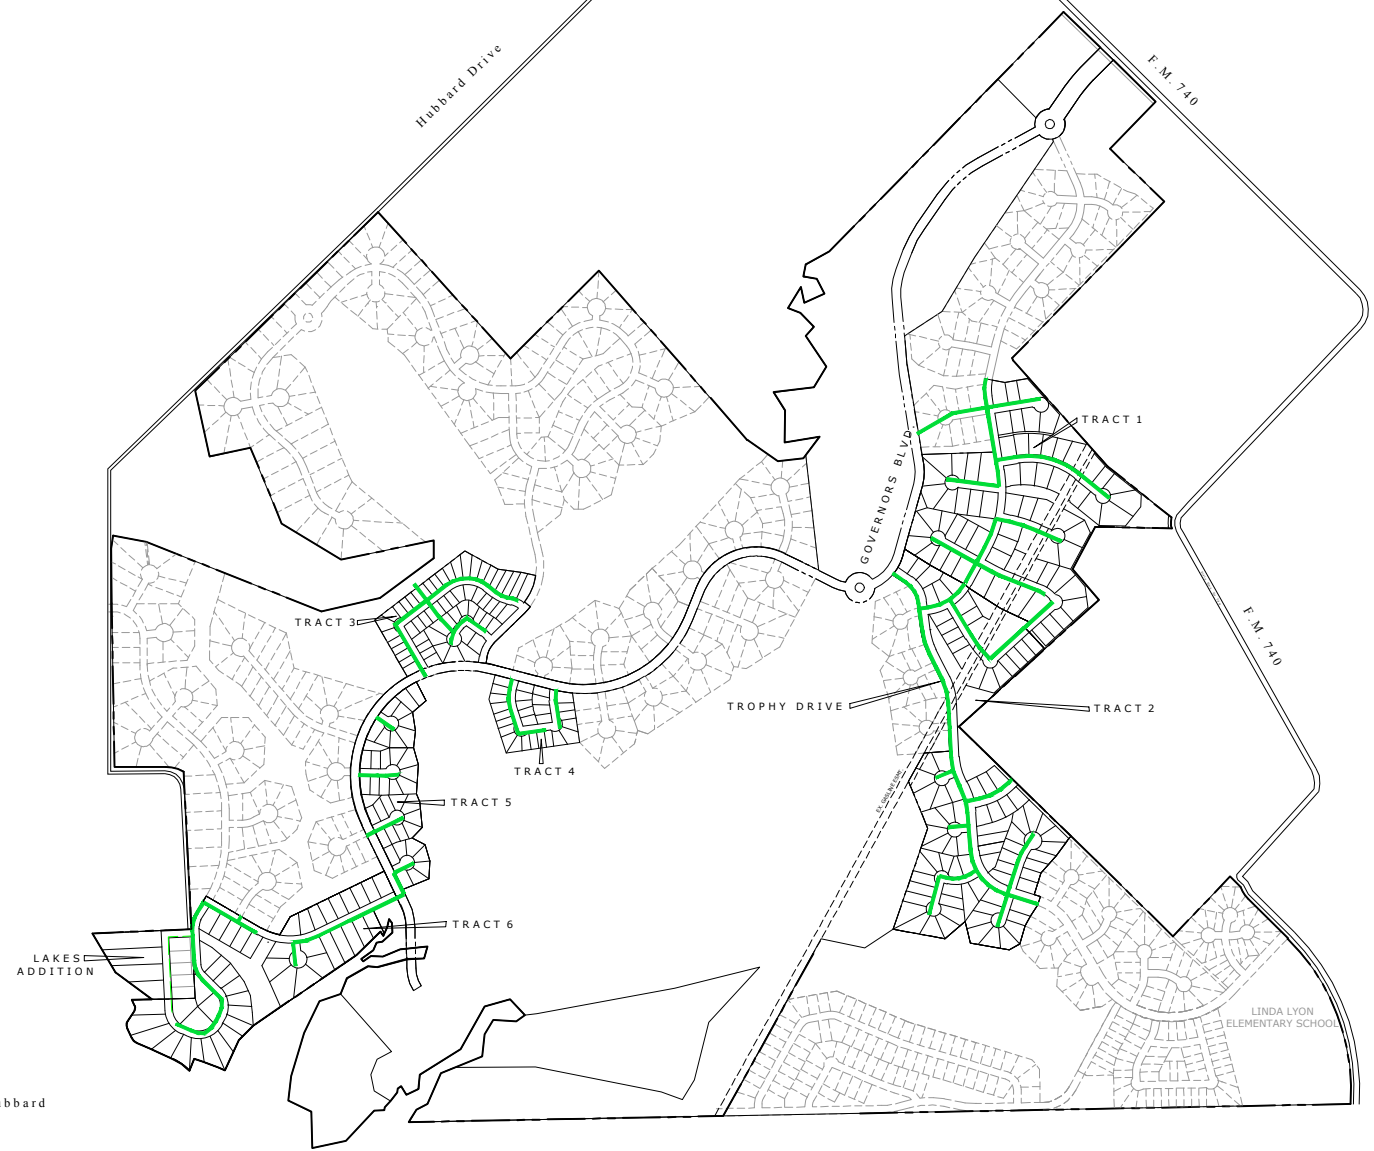 Hubbard Drive
F.M. 740
TRACT 1
GOVERNORS BLVD
F.M. 740
TRACT 3
TROPHY DRIVE
TRACT 2
TRACT 4
TRACT 5
TRACT 6
LAKES
ADDITION
LINDA LYON
ELEMENTARY SCHOOL